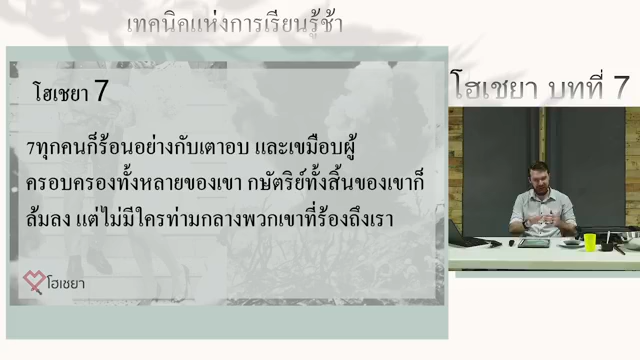 เทคนิคแห่งการเรียนรู้ช้า
โฮเชยา 7
โฮเชยา บทที่ 7
7ทุกคนก็ร้อนอย่างกับเตาอบ และเขมือบผู้
ครอบครองทั้งหลายของเขา กษัตริย์ทั้งสิ้นของเขาก็
ล้มลง แต่ไม่มีใครท่ามกลางพวกเขาที่ร้องถึงเรา
โฮเชยา